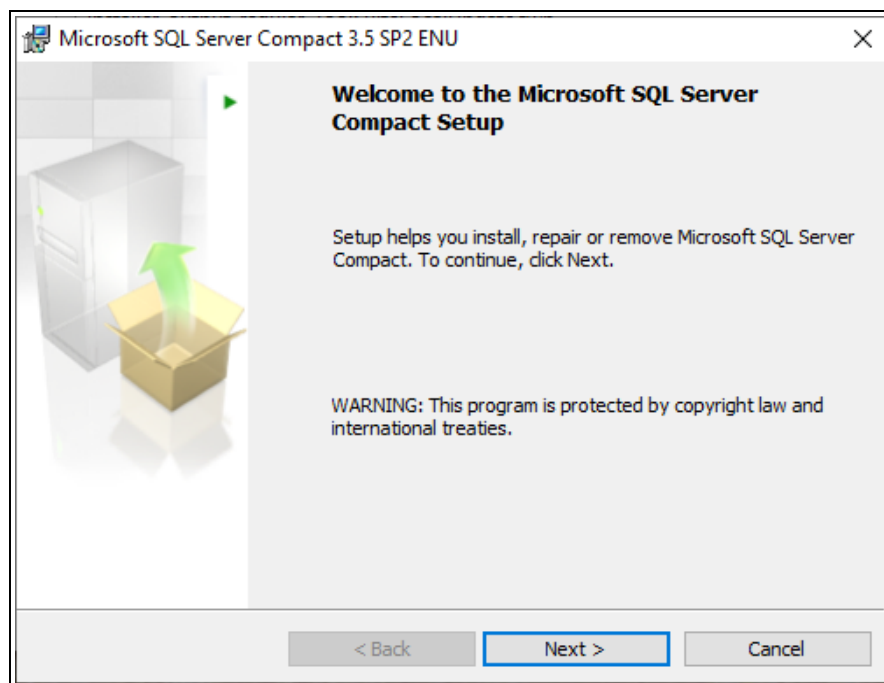 Microsoft SQL Server Compact 3.5 SP2 ENU
Welcome to the Microsoft SQL Server
Compact Setup
Setup helps you install, repair or remove Microsoft SQL Server
Compact. To continue, click Next.
WARNING: This program is protected by copyright law and
international treaties.
< Back
Next >
Cancel